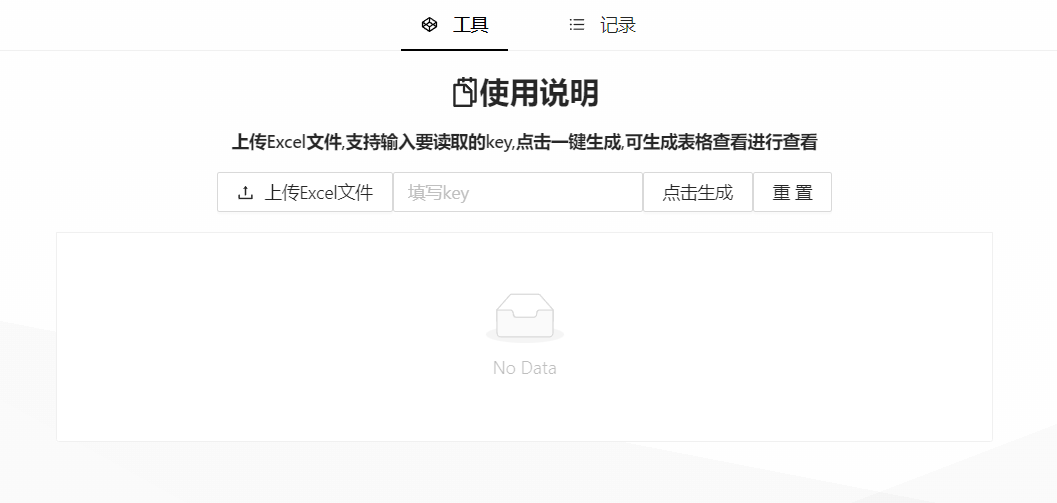 工具 记录
使用说明
上传Excel文件,支持输入要读取的key,点击一键生成,可生成表格查看进行查看
上传Excel文件 填写key 点击生成 重 置
No Data